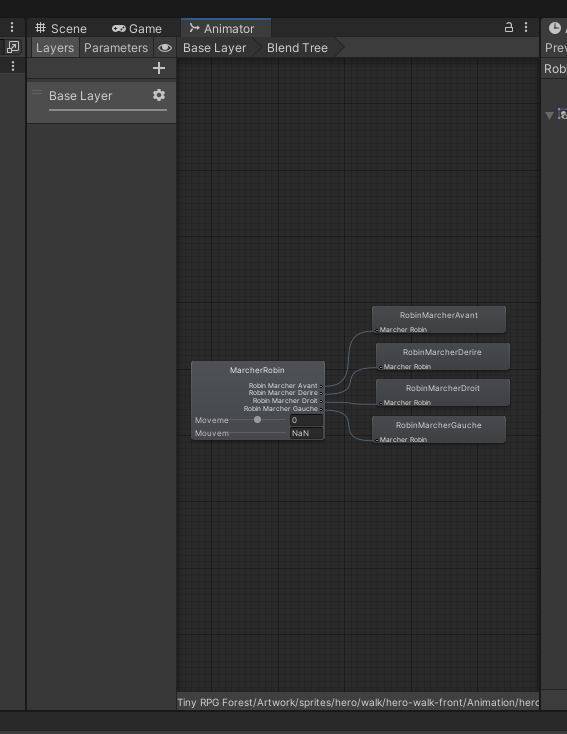 Scene Game Animator
Layers Parameters Base Layer Blend Tree Prev
Rob
Base Layer
RobinMarcherAvant
Marcher Robin
RobinMarcherDerire
Marcher Robin
MarcherRobin
RobinMarcherDroit
Robin Marcher Avant
Robin Marcher Derire
Robin Marcher Droit
Marcher Robin
Robin Marcher Gauche
Moveme 0
RobinMarcherGauche
Mouvem NaN
Marcher Robin
Tiny RPG Forest/Artwork/sprites/hero/walk/hero-walk-front/Animation/hero